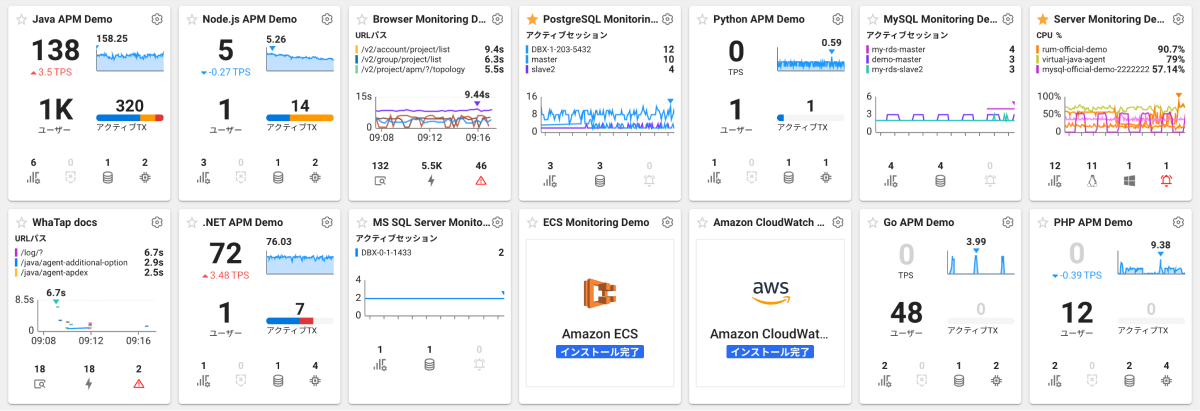 Java APM Demo
138
3.5 TPS
158.25
1K
ユーザー
320
アクティブTX
6 0 1 2
Node.js APM Demo
5
-0.27 TPS
5.26
1
ユーザー
14
アクティブTX
3 0 1 2
Browser Monitoring D...
URLパス
/v2/account/project/list 9.4s
/v2/group/project/list 6.3s
/v2/project/apm/?/topology 5.5s
9.44s
15s
0
09:08 09:12 09:16
132 5.5K 46
PostgreSQL Monitorin...
アクティブセッション
DBX-1-203-5432 12
master 10
slave2 4
16
8
0
3 3 0
Python APM Demo
0
TPS
0.59
1
ユーザー
1
アクティブTX
1 0 1 1
MySQL Monitoring De...
アクティブセッション
my-rds-master 4
demo-master 3
my-rds-slave2 3
6
3
0
4 4 0
Server Monitoring De...
CPU %
rum-official-demo 90.7%
virtual-java-agent 79%
mysql-official-demo-2222222 57.14%
100%
50%
0
12 11 1 1
WhaTap docs
URLパス
/log/? 6.7s
/java/agent-additional-option 2.9s
/java/agent-apdex 2.5s
6.7s
8.5s
0
09:08 09:12 09:16
18 18 2
.NET APM Demo
72
3.48 TPS
76.03
1
ユーザー
7
アクティブTX
1 0 1 4
MS SQL Server Monito...
アクティブセッション
DBX-0-1-1433 2
4
2
0
1 1 0
ECS Monitoring Demo
Amazon ECS
インストール完了
Amazon CloudWatch ...
aws
Amazon CloudWat...
インストール完了
Go APM Demo
0
TPS
3.99
48
ユーザー
0
アクティブTX
2 0 1 2
PHP APM Demo
0
-0.39 TPS
9.38
12
ユーザー
0
アクティブTX
2 0 2 4